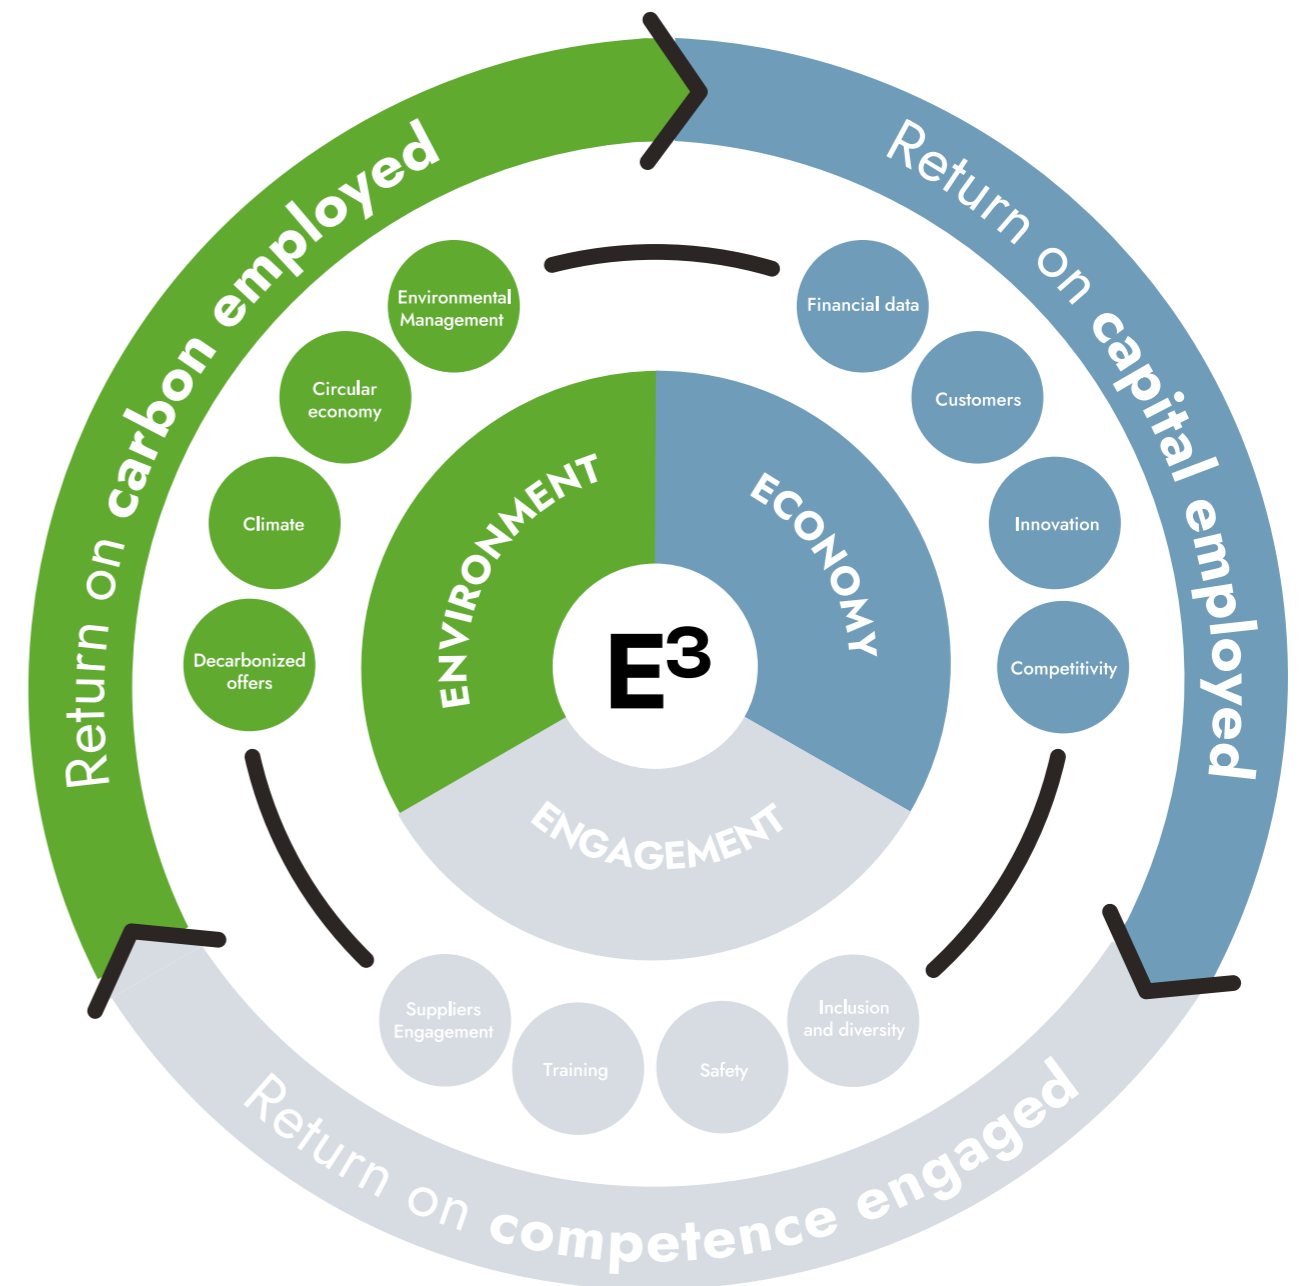 Return on carbon employed
Return on capital employed
Environmental
Management
Circular
economy
Climate
Decarbonized
offers
Financial data
Customers
Innovation
Competitivity
ENVIRONMENT
ECONOMY
E³
ENGAGEMENT
Suppliers
Engagement
Training
Safety
Inclusion
and diversity
Return on competence engaged